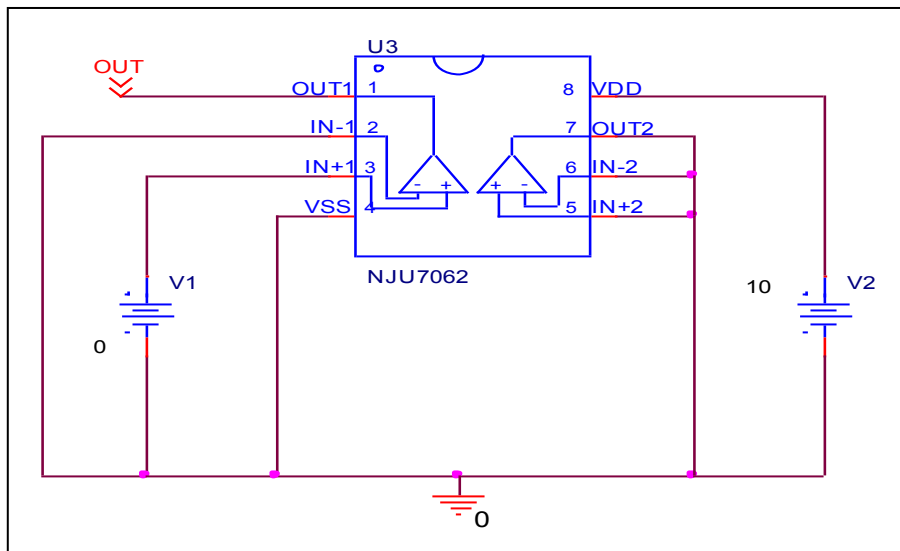 U3
OUT
OUT1 1 8 VDD
IN-1 2 7 OUT2
IN+1 3 6 IN-2
VSS 4 5 IN+2
- + + -
NJU7062
V1 10 V2
0
0